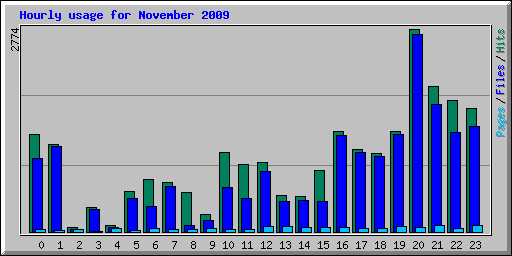 Hourly usage for November 2009
2774
Pages / Files / Hits
0 1 2 3 4 5 6 7 8 9 10 11 12 13 14 15 16 17 18 19 20 21 22 23